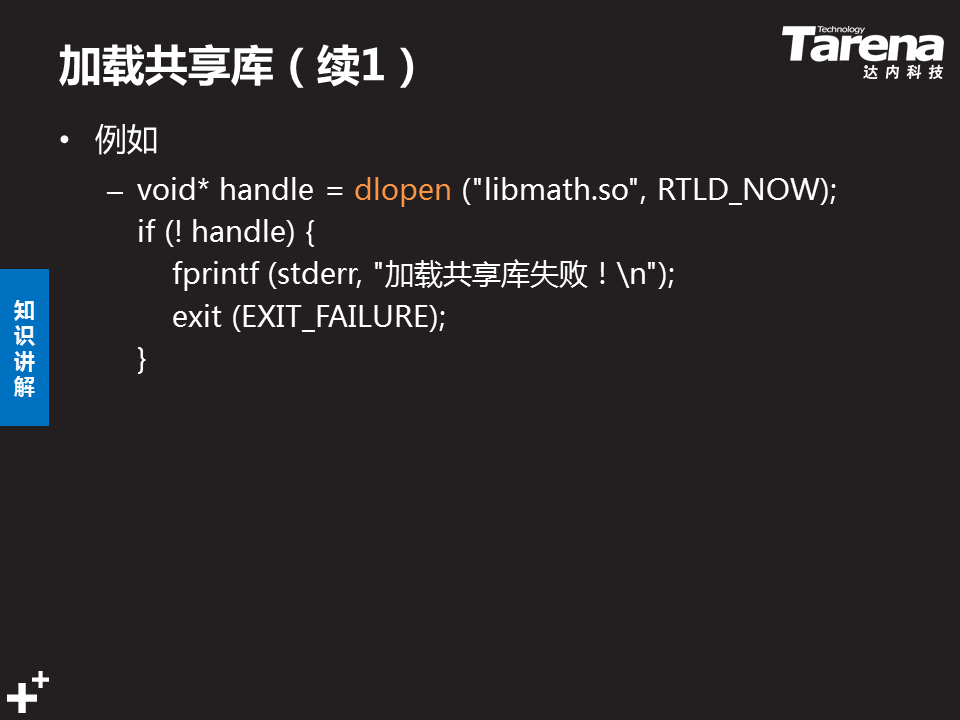 加载共享库（续1）
Technology
Tarena
达内科技
• 例如
– void* handle = dlopen ("libmath.so", RTLD_NOW);
if (! handle) {
fprintf (stderr, "加载共享库失败！\n");
exit (EXIT_FAILURE);
}
知识讲解